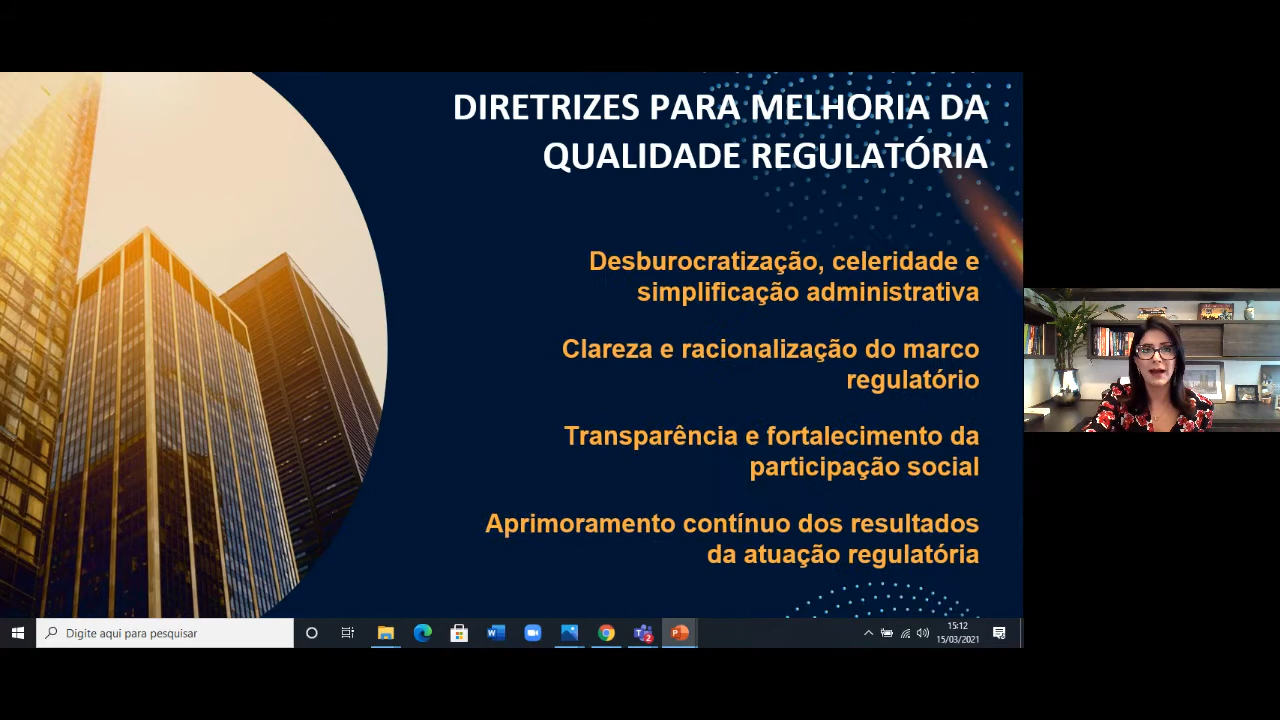 DIRETRIZES PARA MELHORIA DA
QUALIDADE REGULATÓRIA
Desburocratização, celeridade e
simplificação administrativa
Clareza e racionalização do marco
regulatório
Transparência e fortalecimento da
participação social
Aprimoramento contínuo dos resultados
da atuação regulatória
Digite aqui para pesquisar
15:12
15/03/2021